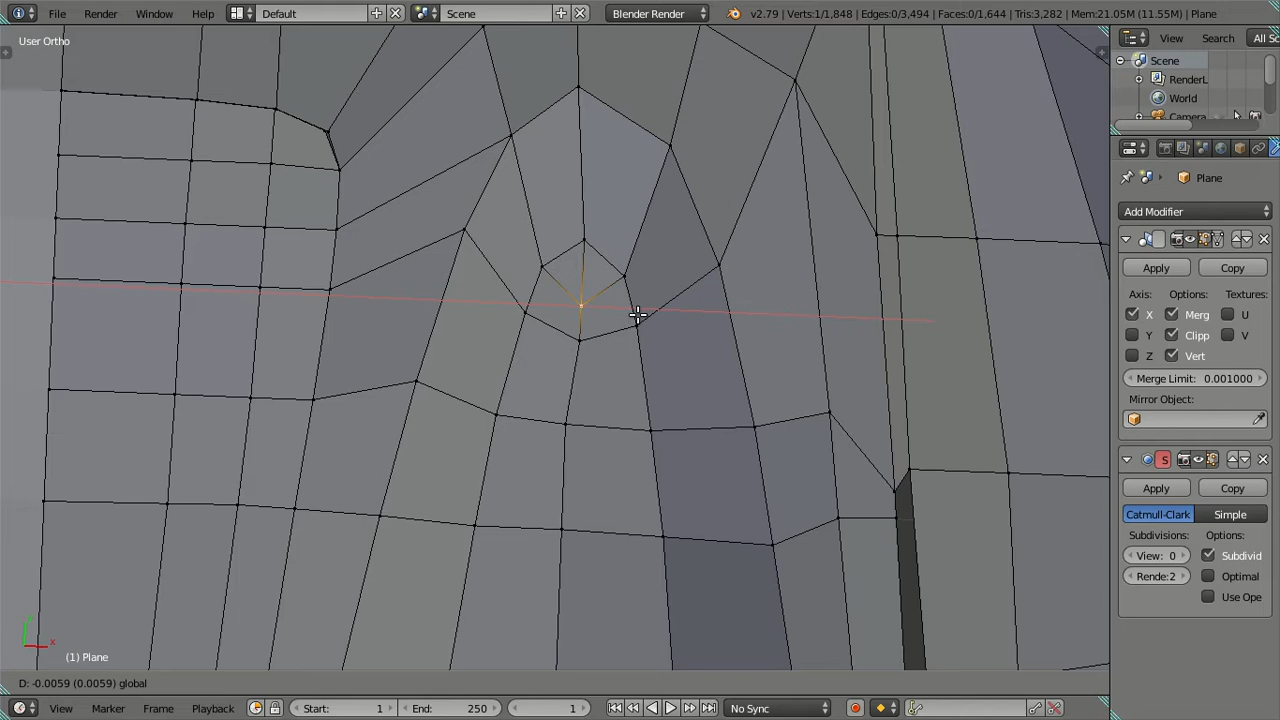 File Render Window Help Default Scene Blender Render v2.79 | Verts:1/1,848 | Edges:0/3,494 | Faces:0/1,644 | Tris:3,282 | Mem:21.05M (11.55M) | Plane
User Ortho
View Search All Sc
Scene
RenderL
World
Camera
Plane
Add Modifier
Apply Copy
Axis: Options: Textures:
X Merg U
Y Clipp V
Z Vert
Merge Limit: 0.001000
Mirror Object:
S
Apply Copy
Catmull-Clark Simple
Subdivisions: Options:
View: 0 Subdivid
Rende:2 Optimal
Use Ope
y
x
(1) Plane
D: -0.0059 (0.0059) global
View Marker Frame Playback Start: 1 End: 250 1 No Sync